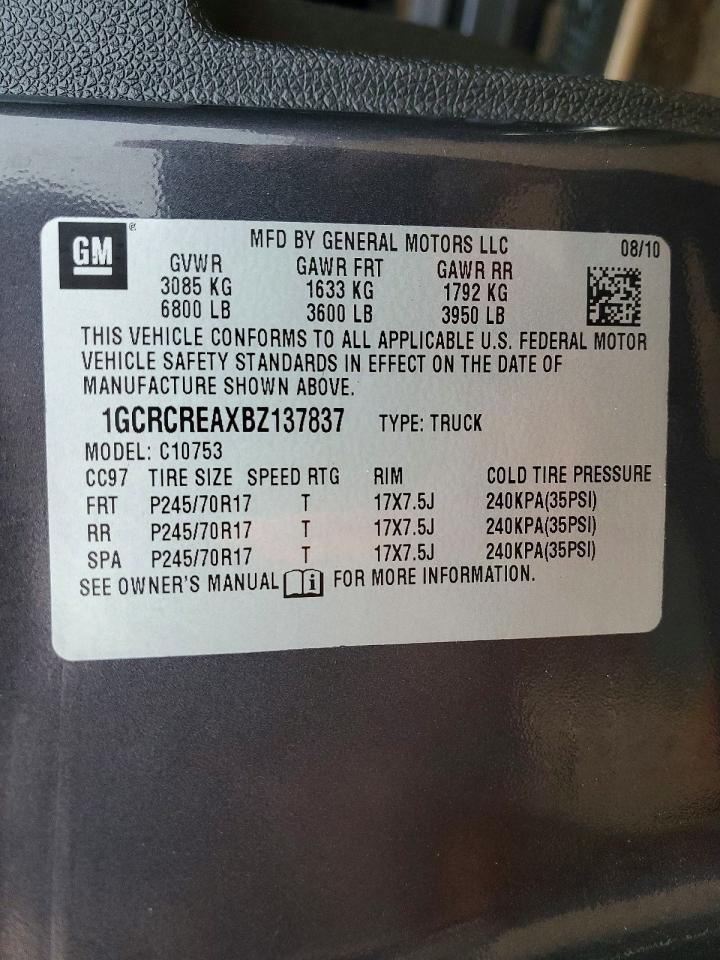 GM ®
MFD BY GENERAL MOTORS LLC 08/10
GVWR GAWR FRT GAWR RR
3085 KG 1633 KG 1792 KG
6800 LB 3600 LB 3950 LB
THIS VEHICLE CONFORMS TO ALL APPLICABLE U.S. FEDERAL MOTOR
VEHICLE SAFETY STANDARDS IN EFFECT ON THE DATE OF
MANUFACTURE SHOWN ABOVE.
1GCRCREAXBZ137837 TYPE: TRUCK
MODEL: C10753
CC97 TIRE SIZE SPEED RTG RIM COLD TIRE PRESSURE
FRT P245/70R17 T 17X7.5J 240KPA(35PSI)
RR P245/70R17 T 17X7.5J 240KPA(35PSI)
SPA P245/70R17 T 17X7.5J 240KPA(35PSI)
SEE OWNER'S MANUAL i FOR MORE INFORMATION.